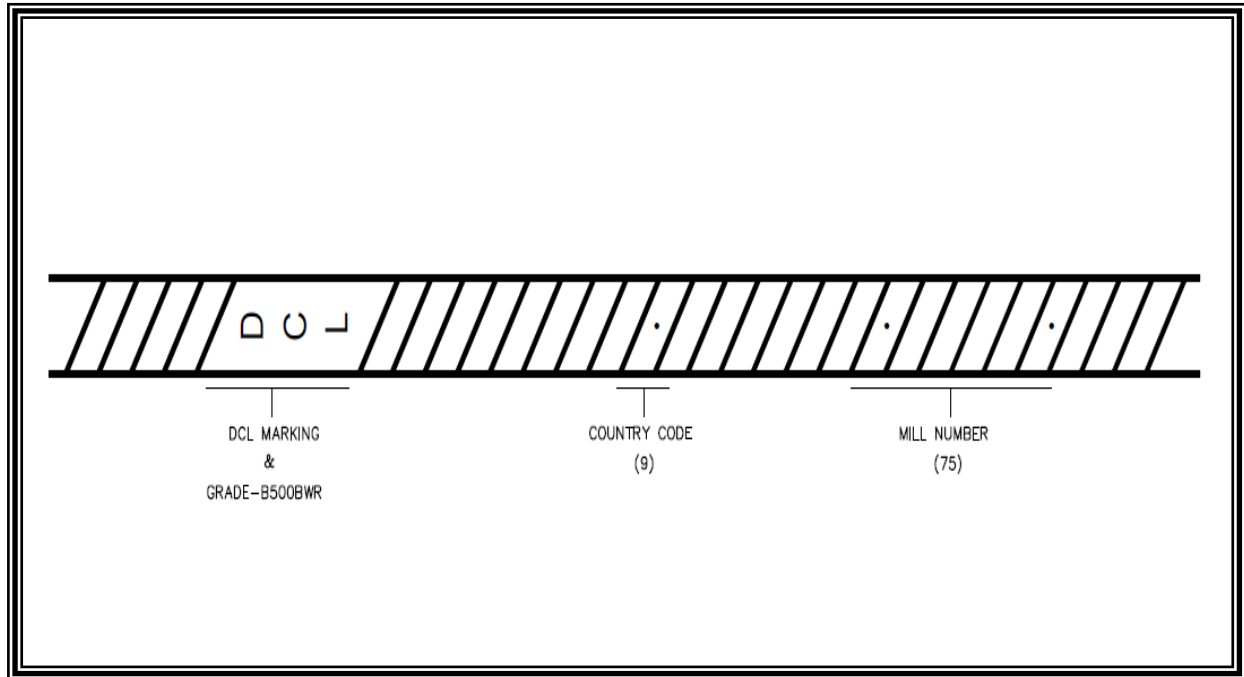 D C L
DCL MARKING
&
GRADE-B500BWR
COUNTRY CODE
(9)
MILL NUMBER
(75)